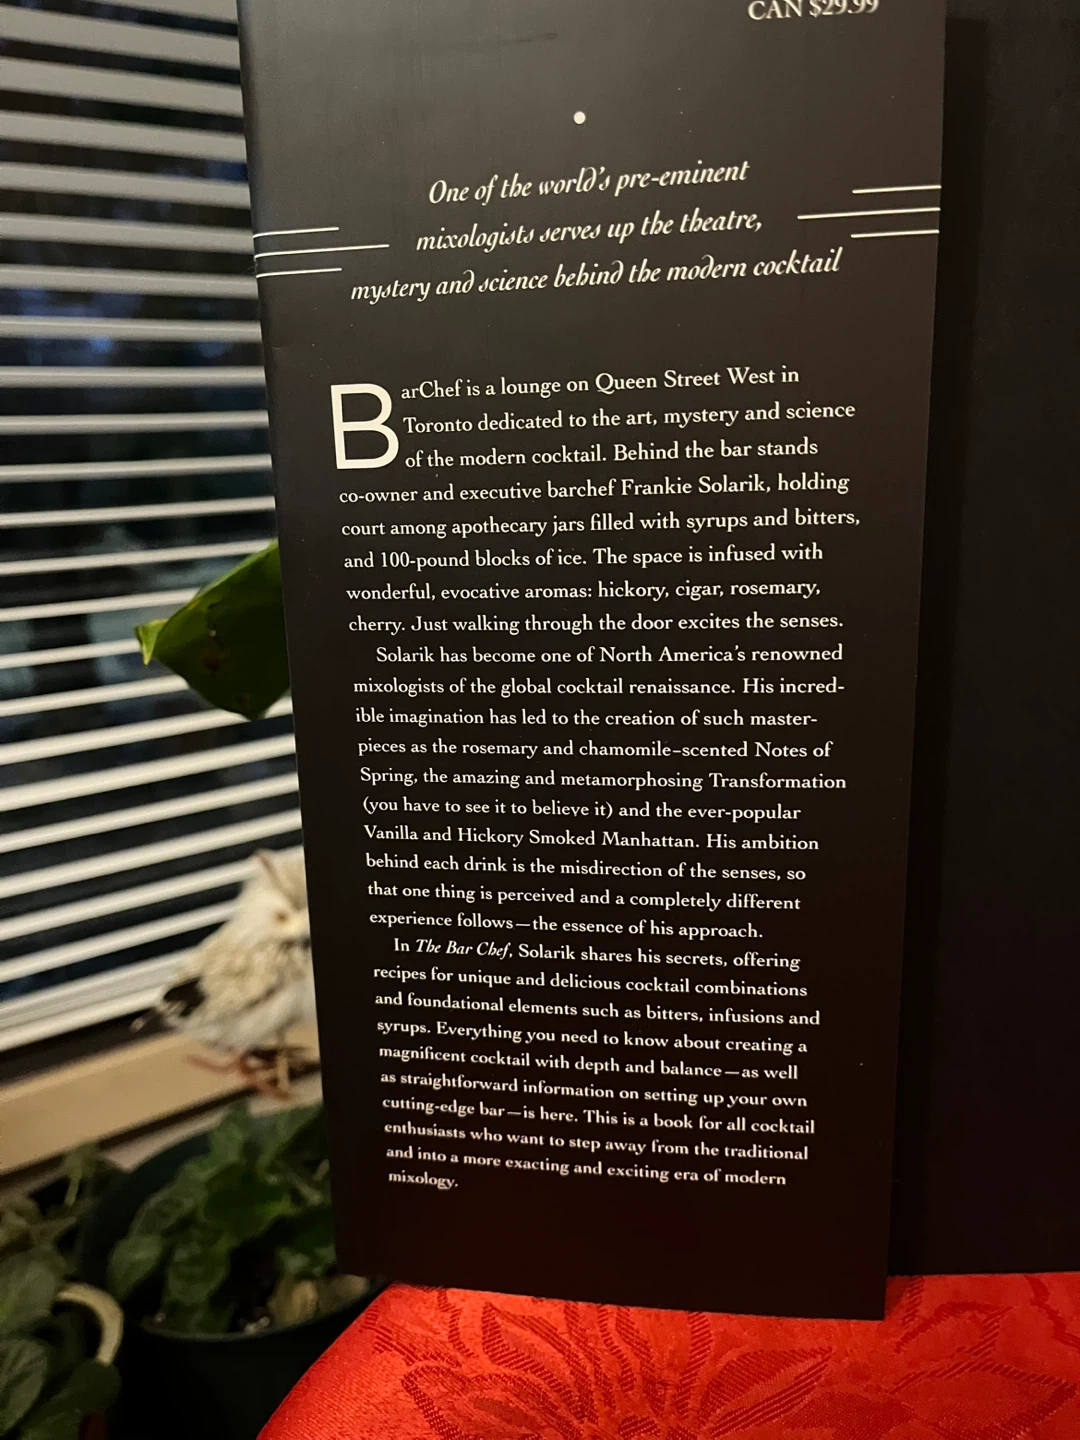 CAN $29.99
One of the world's pre-eminent
mixologists serves up the theatre,
mystery and science behind the modern cocktail
BarChef is a lounge on Queen Street West in
Toronto dedicated to the art, mystery and science
of the modern cocktail. Behind the bar stands
co-owner and executive barchef Frankie Solarik, holding
court among apothecary jars filled with syrups and bitters,
and 100-pound blocks of ice. The space is infused with
wonderful, evocative aromas: hickory, cigar, rosemary,
cherry. Just walking through the door excites the senses.
Solarik has become one of North America's renowned
mixologists of the global cocktail renaissance. His incred-
ible imagination has led to the creation of such master-
pieces as the rosemary and chamomile-scented Notes of
Spring, the amazing and metamorphosing Transformation
(you have to see it to believe it) and the ever-popular
Vanilla and Hickory Smoked Manhattan. His ambition
behind each drink is the misdirection of the senses, so
that one thing is perceived and a completely different
experience follows—the essence of his approach.
In The Bar Chef, Solarik shares his secrets, offering
recipes for unique and delicious cocktail combinations
and foundational elements such as bitters, infusions and
syrups. Everything you need to know about creating a
magnificent cocktail with depth and balance—as well
as straightforward information on setting up your own
cutting-edge bar—is here. This is a book for all cocktail
enthusiasts who want to step away from the traditional
and into a more exacting and exciting era of modern
mixology.